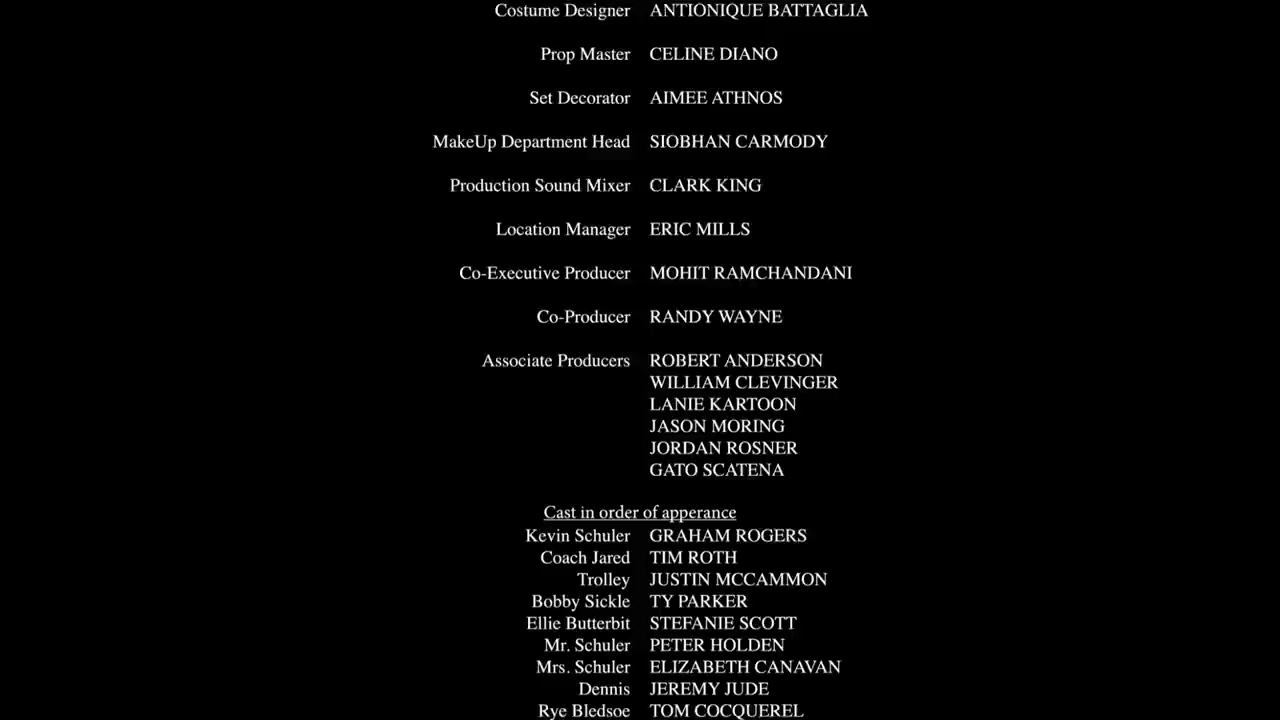 Costume Designer ANTIONIQUE BATTAGLIA
Prop Master CELINE DIANO
Set Decorator AIMEE ATHNOS
MakeUp Department Head SIOBHAN CARMODY
Production Sound Mixer CLARK KING
Location Manager ERIC MILLS
Co-Executive Producer MOHIT RAMCHANDANI
Co-Producer RANDY WAYNE
Associate Producers ROBERT ANDERSON
WILLIAM CLEVINGER
LANIE KARTOON
JASON MORING
JORDAN ROSNER
GATO SCATENA
Cast in order of apperance
Kevin Schuler GRAHAM ROGERS
Coach Jared TIM ROTH
Trolley JUSTIN MCCAMMON
Bobby Sickle TY PARKER
Ellie Butterbit STEFANIE SCOTT
Mr. Schuler PETER HOLDEN
Mrs. Schuler ELIZABETH CANAVAN
Dennis JEREMY JUDE
Rye Bledsoe TOM COCQUEREL